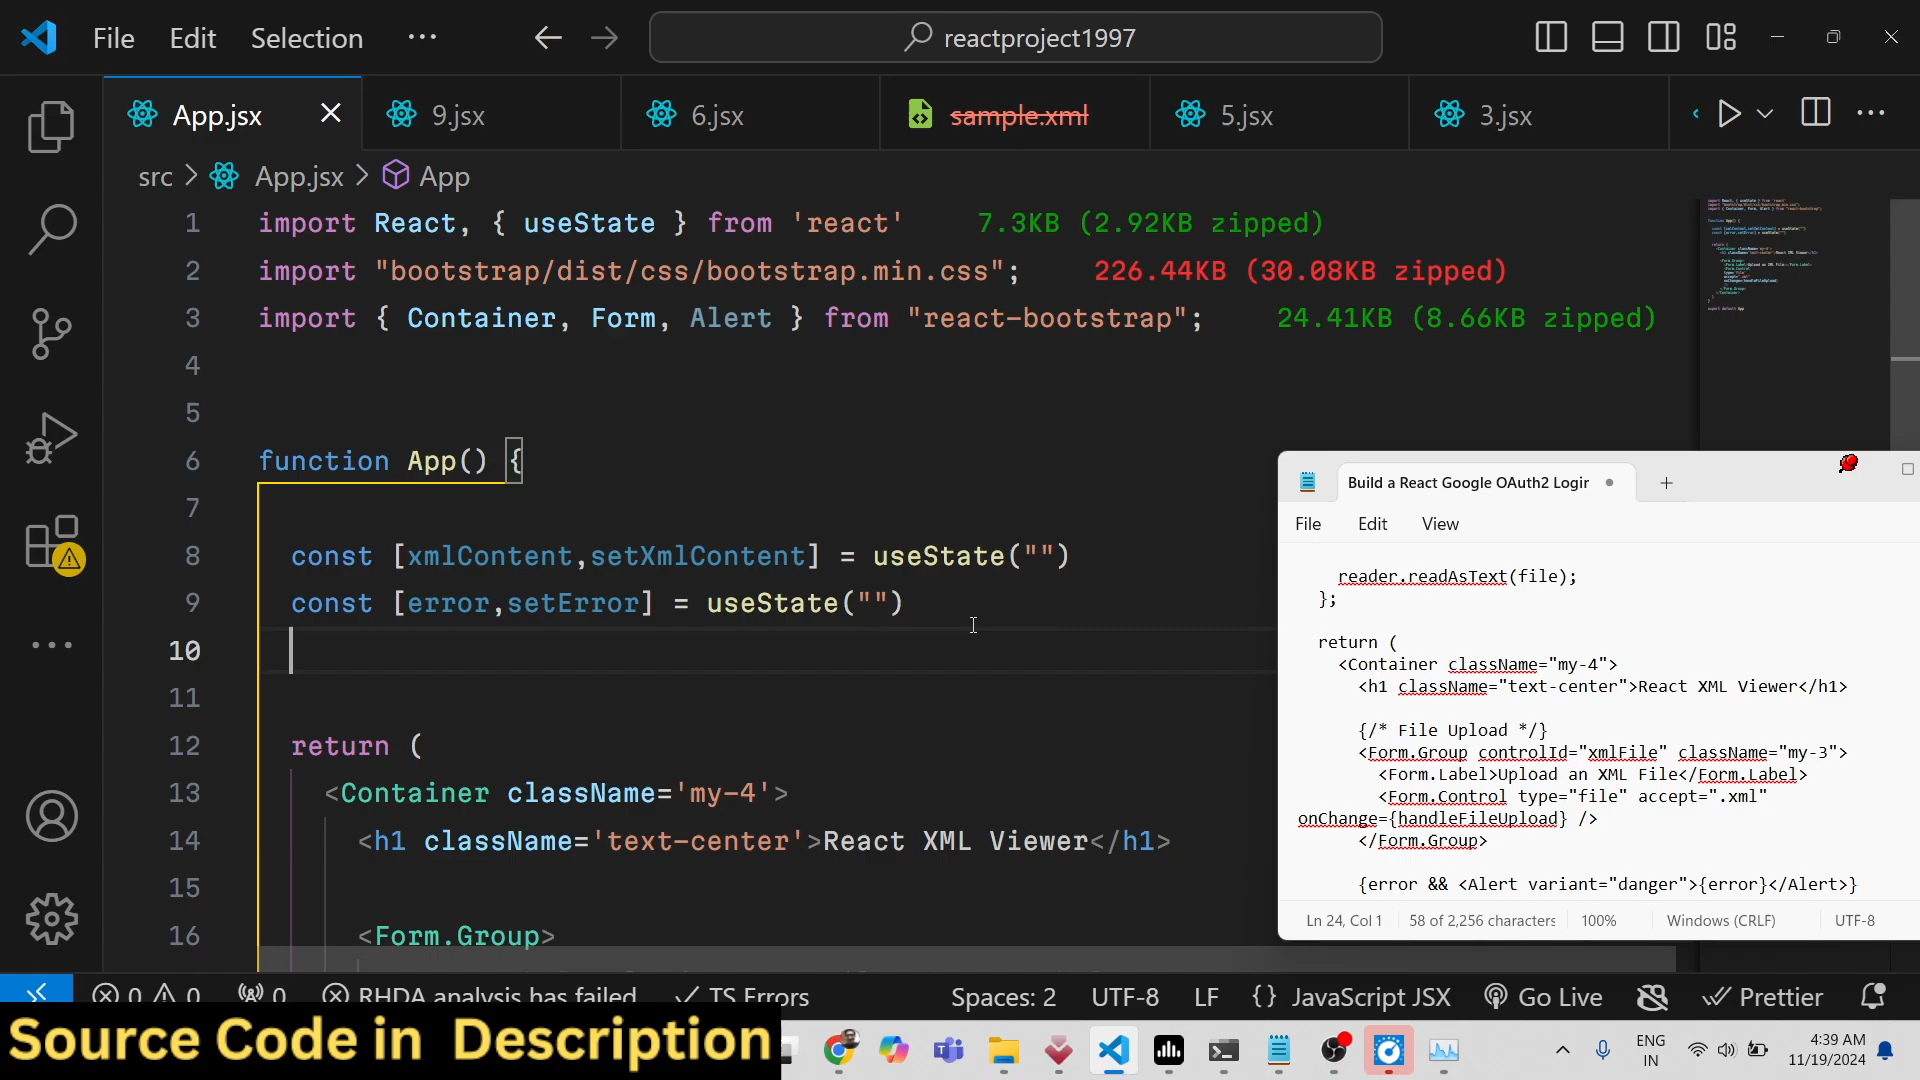 File Edit Selection ··· reactproject1997
App.jsx 9.jsx 6.jsx sample.xml 5.jsx 3.jsx
src > App.jsx > App
1 import React, { useState } from 'react' 7.3KB (2.92KB zipped)
2 import "bootstrap/dist/css/bootstrap.min.css"; 226.44KB (30.08KB zipped)
3 import { Container, Form, Alert } from "react-bootstrap"; 24.41KB (8.66KB zipped)
4
5
6 function App() {
7
8 const [xmlContent,setXmlContent] = useState("")
9 const [error,setError] = useState("")
10
11
12 return (
13 <Container className='my-4'>
14 <h1 className='text-center'>React XML Viewer</h1>
15
16 <Form.Group>
Build a React Google OAuth2 Login
File Edit View
reader.readAsText(file);
};
return (
<Container className="my-4">
<h1 className="text-center">React XML Viewer</h1>
{/* File Upload */}
<Form.Group controlId="xmlFile" className="my-3">
<Form.Label>Upload an XML File</Form.Label>
<Form.Control type="file" accept=".xml"
onChange={handleFileUpload} />
</Form.Group>
{error && <Alert variant="danger">{error}</Alert>}
Ln 24, Col 1 58 of 2,256 characters 100% Windows (CRLF) UTF-8
0 0 0 RHDA analysis has failed TS Errors Spaces: 2 UTF-8 LF {} JavaScript JSX Go Live Prettier
Source Code in Description
ENG
IN
4:39 AM
11/19/2024